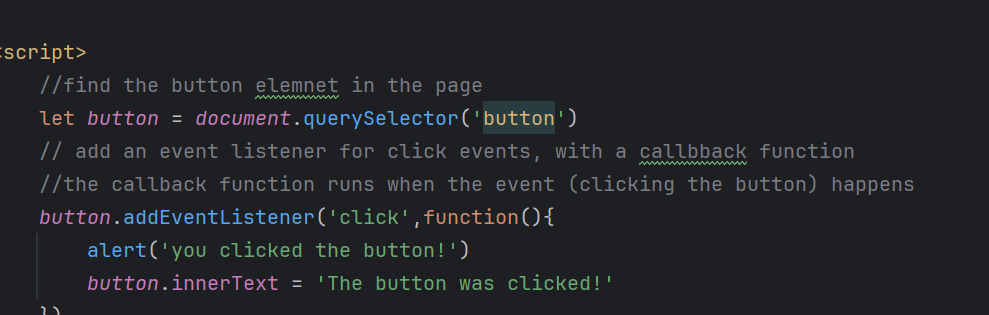 <script>
//find the button elemnet in the page
let button = document.querySelector('button')
// add an event listener for click events, with a callbback function
//the callback function runs when the event (clicking the button) happens
button.addEventListener('click',function(){
alert('you clicked the button!')
button.innerText = 'The button was clicked!'
})